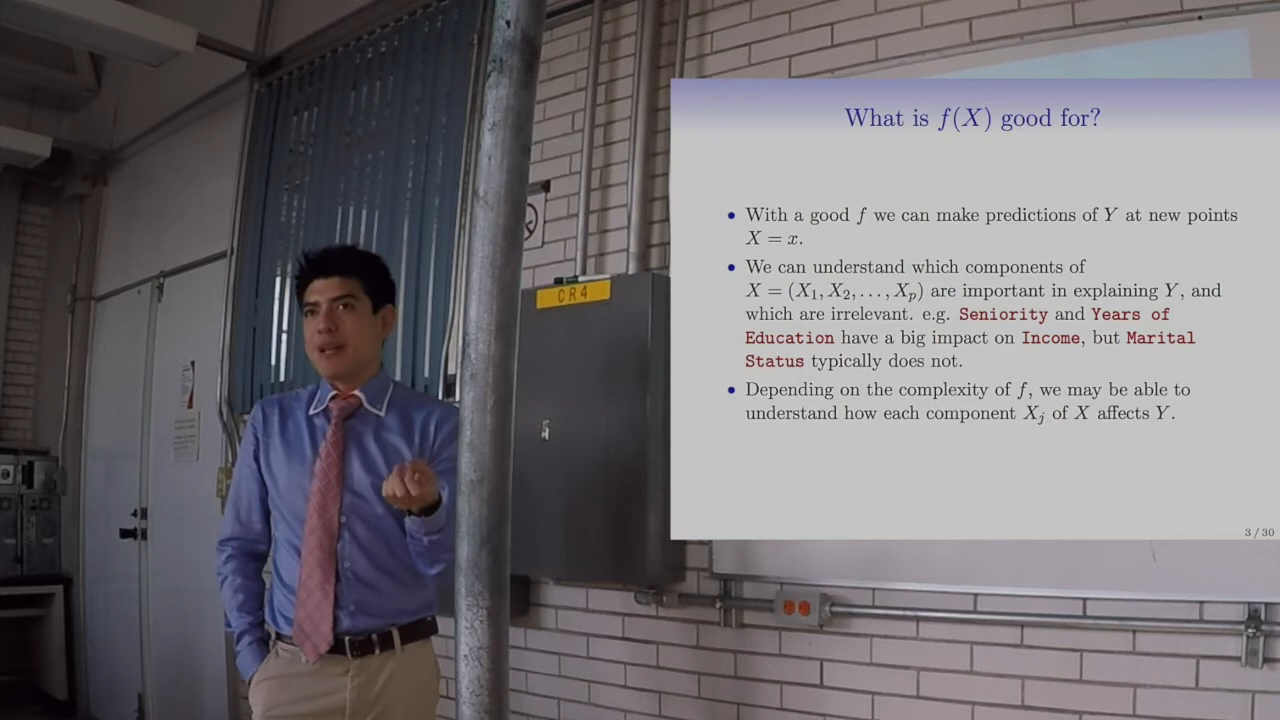 CR4
What is f(X) good for?
• With a good f we can make predictions of Y at new points
X = x.
• We can understand which components of
X = (X₁, X₂, . . . , Xₚ) are important in explaining Y, and
which are irrelevant. e.g. Seniority and Years of
Education have a big impact on Income, but Marital
Status typically does not.
• Depending on the complexity of f, we may be able to
understand how each component Xⱼ of X affects Y.
3 / 30